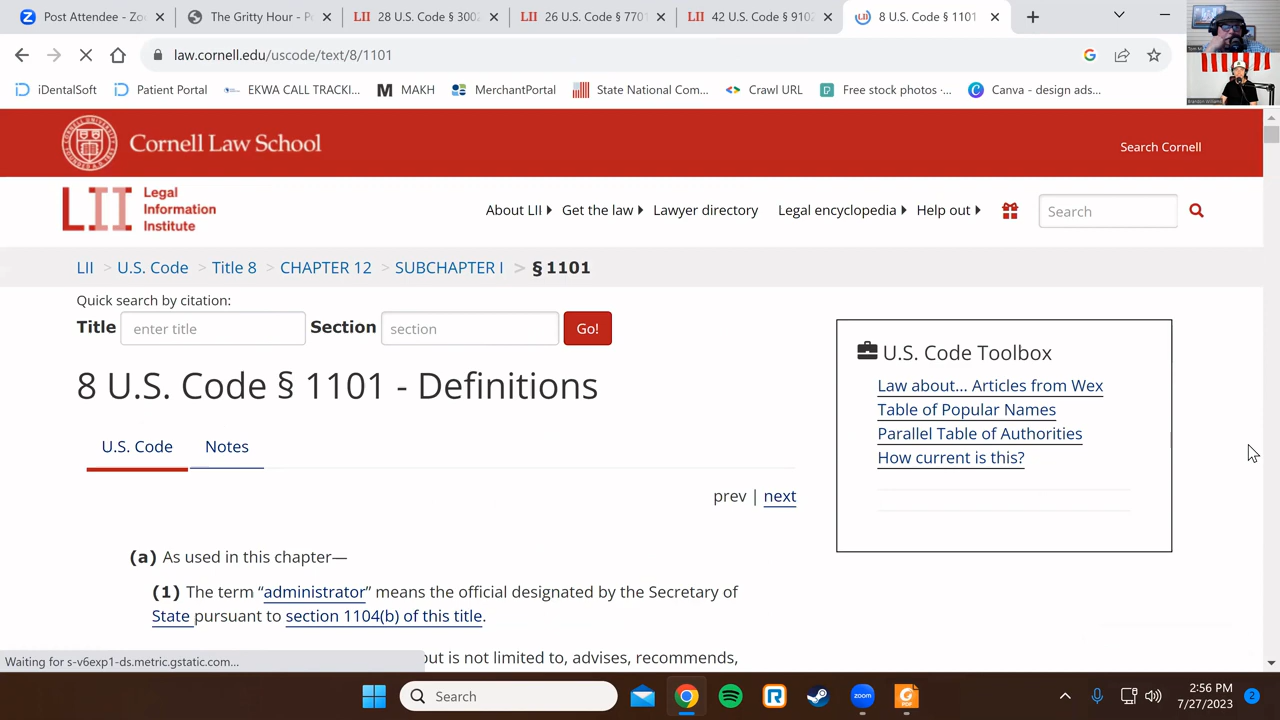 Post Attendee - Zo
The Gritty Hour - P
LII 28 U.S. Code § 300
LII 26 U.S. Code § 770
LII 42 U.S. Code § 910
8 U.S. Code § 1101
law.cornell.edu/uscode/text/8/1101
iDentalSoft
Patient Portal
EKWA CALL TRACKI...
MAKH
MerchantPortal
State National Com...
Crawl URL
Free stock photos -...
Canva - design ads...
Cornell Law School
Search Cornell
LII
Legal
Information
Institute
About LII
Get the law
Lawyer directory
Legal encyclopedia
Help out
Search
LII > U.S. Code > Title 8 > CHAPTER 12 > SUBCHAPTER I > § 1101
Quick search by citation:
Title enter title Section section Go!
8 U.S. Code § 1101 - Definitions
U.S. Code Notes
prev | next
(a) As used in this chapter—
(1) The term “administrator” means the official designated by the Secretary of
State pursuant to section 1104(b) of this title.
but is not limited to, advises, recommends,
U.S. Code Toolbox
Law about... Articles from Wex
Table of Popular Names
Parallel Table of Authorities
How current is this?
Waiting for s-v6exp1-ds.metric.gstatic.com...
Search
zoom
2:56 PM
7/27/2023
2